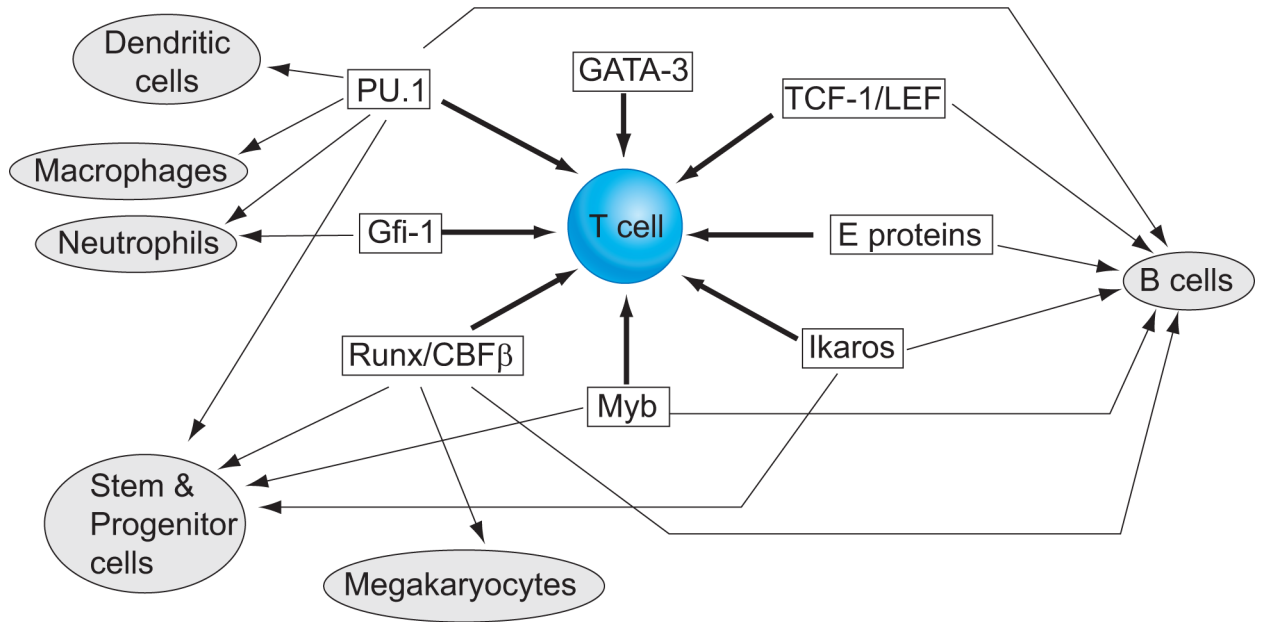 Dendritic
cells
PU.1
GATA-3
TCF-1/LEF
Macrophages
Neutrophils
Gfi-1
T cell
E proteins
B cells
Runx/CBFβ
Ikaros
Myb
Stem &
Progenitor
cells
Megakaryocytes